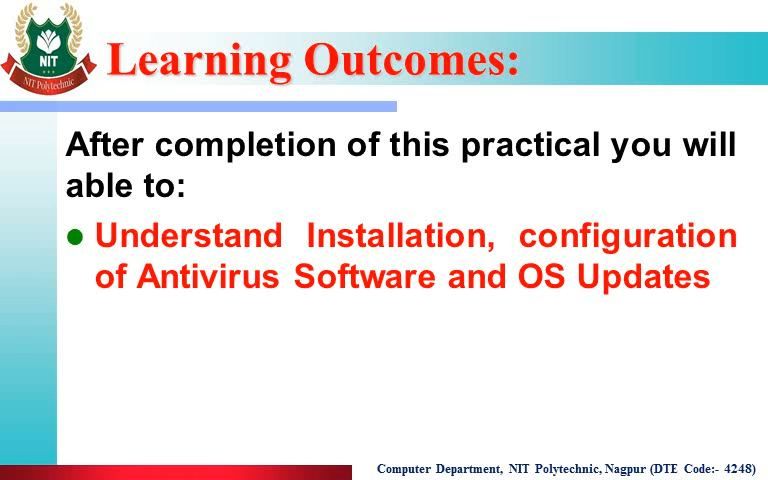 NIT
NIT Polytechnic
Learning Outcomes:
After completion of this practical you will
able to:
Understand Installation, configuration
of Antivirus Software and OS Updates
Computer Department, NIT Polytechnic, Nagpur (DTE Code:- 4248)